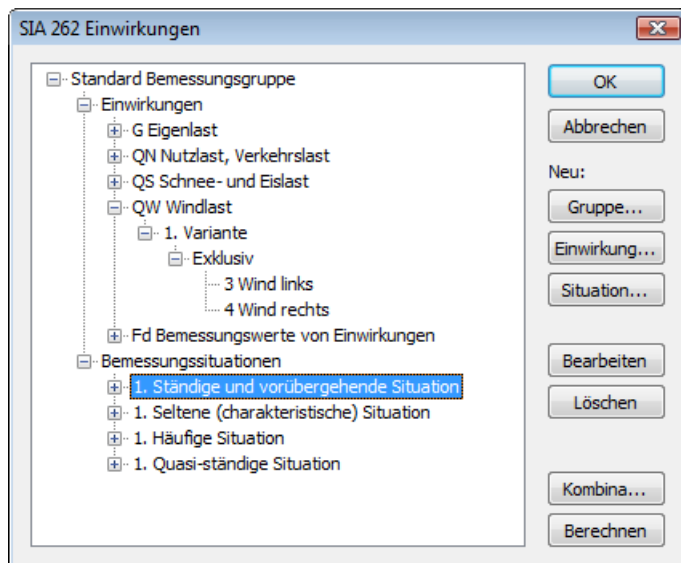 SIA 262 Einwirkungen
Standard Bemessungsgruppe
Einwirkungen
G Eigenlast
QN Nutzlast, Verkehrslast
QS Schnee- und Eislast
QW Windlast
1. Variante
Exklusiv
3 Wind links
4 Wind rechts
Fd Bemessungswerte von Einwirkungen
Bemessungssituationen
1. Ständige und vorübergehende Situation
1. Seltene (charakteristische) Situation
1. Häufige Situation
1. Quasi-ständige Situation
OK
Abbrechen
Neu:
Gruppe...
Einwirkung...
Situation...
Bearbeiten
Löschen
Kombina...
Berechnen